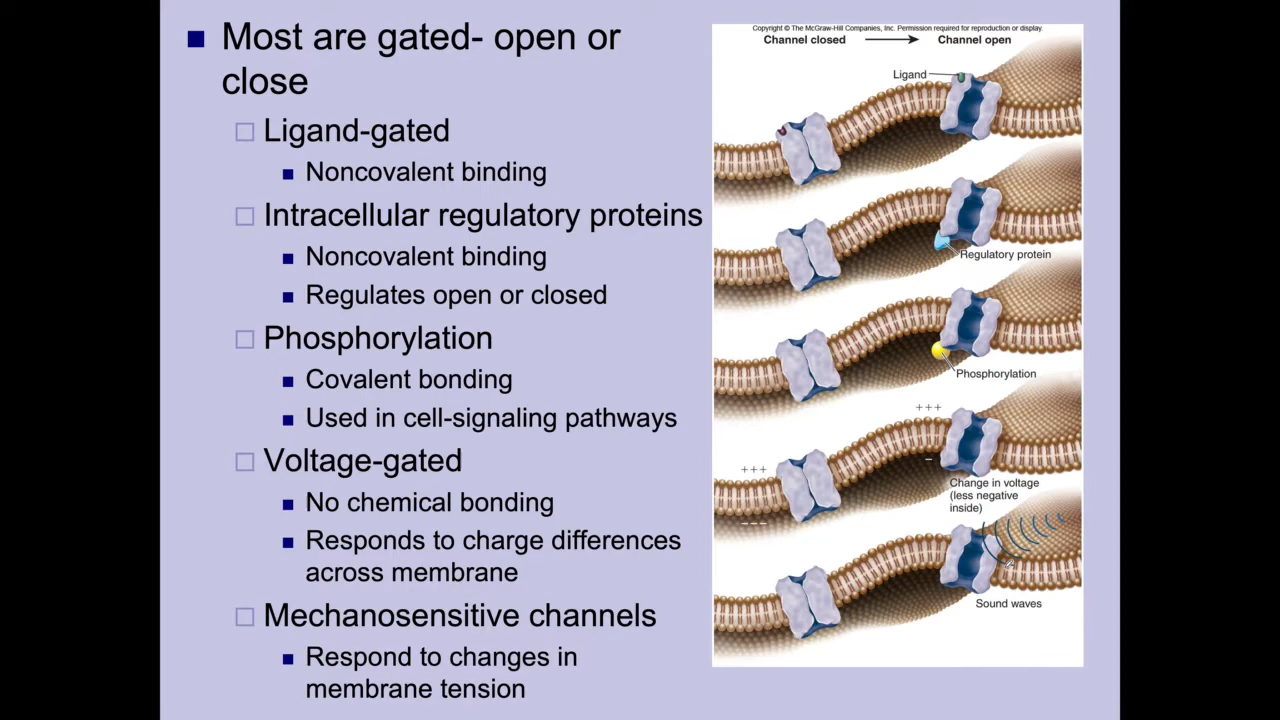 Most are gated- open or
close
Ligand-gated
Noncovalent binding
Intracellular regulatory proteins
Noncovalent binding
Regulates open or closed
Phosphorylation
Covalent bonding
Used in cell-signaling pathways
Voltage-gated
No chemical bonding
Responds to charge differences
across membrane
Mechanosensitive channels
Respond to changes in
membrane tension
Copyright © The McGraw-Hill Companies, Inc. Permission required for reproduction or display.
Channel closed
Channel open
Ligand
Regulatory protein
Phosphorylation
+++
+++
–
–––
Change in voltage
(less negative
inside)
Sound waves